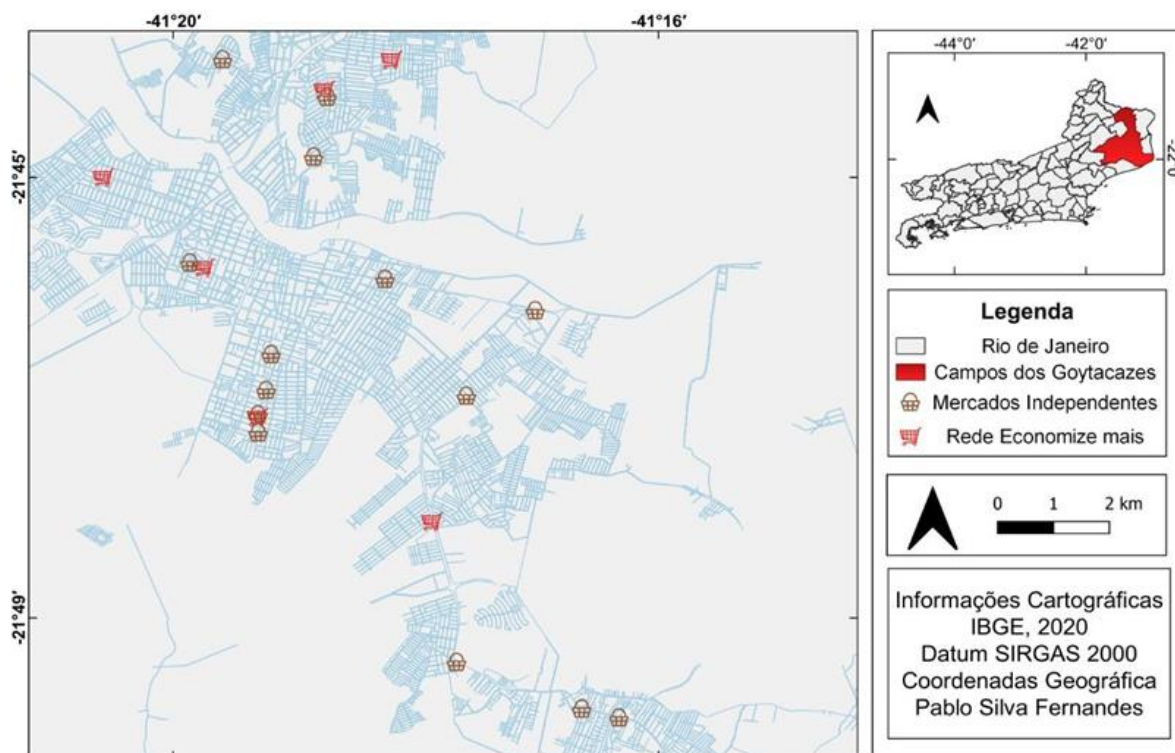 -41°20′
-41°16′
-21°45′
-21°49′
-44°0′
-42°0′
-22°0′
Legenda
Rio de Janeiro
Campos dos Goytacazes
Mercados Independentes
Rede Economize mais
0 1 2 km
Informações Cartográficas
IBGE, 2020
Datum SIRGAS 2000
Coordenadas Geográfica
Pablo Silva Fernandes